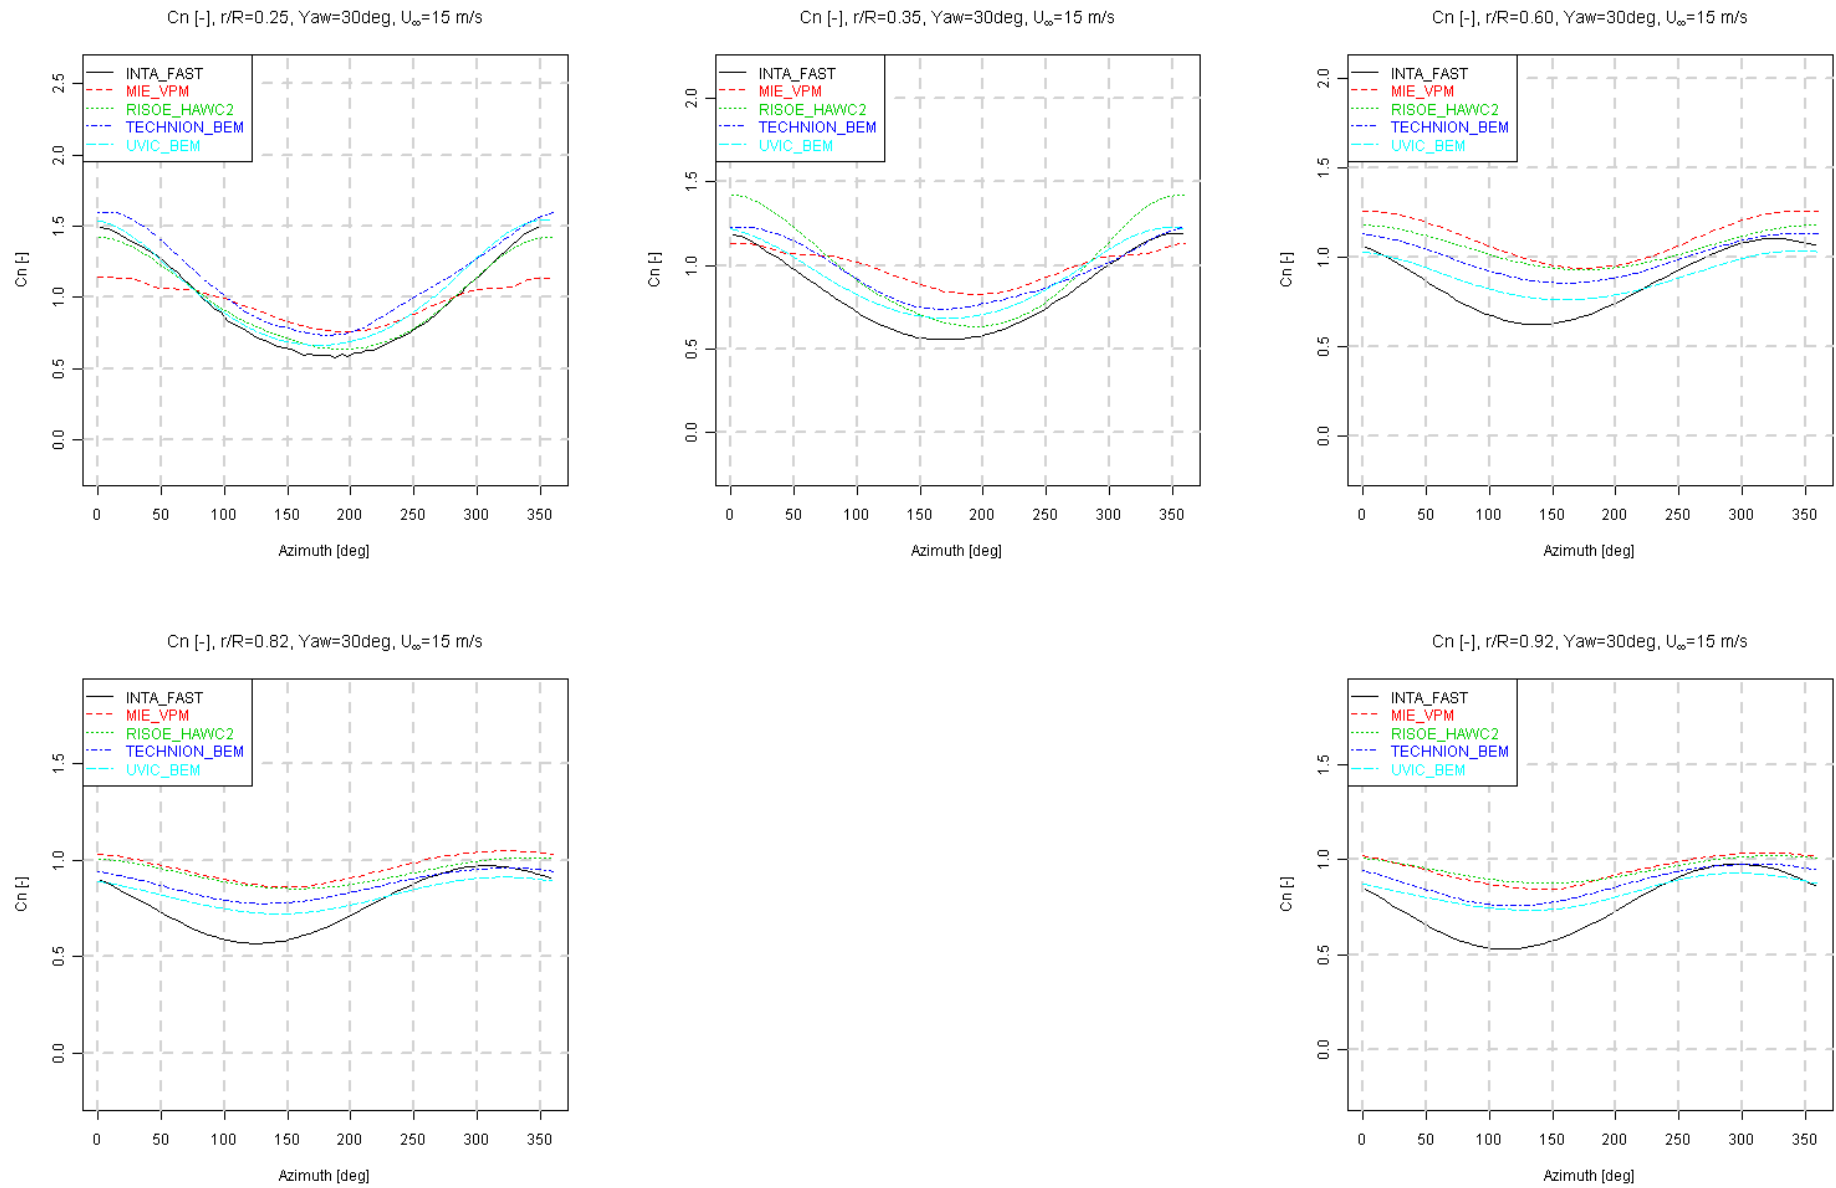 Cn [-], r/R=0.25, Yaw=30deg, U∞=15 m/s
INTA_FAST
MIE_VPM
RISOE_HAWC2
TECHNION_BEM
UVIC_BEM
2.5
2.0
1.5
1.0
0.5
0.0
Cn [-]
0 50 100 150 200 250 300 350
Azimuth [deg]
Cn [-], r/R=0.35, Yaw=30deg, U∞=15 m/s
INTA_FAST
MIE_VPM
RISOE_HAWC2
TECHNION_BEM
UVIC_BEM
2.0
1.5
1.0
0.5
0.0
Cn [-]
0 50 100 150 200 250 300 350
Azimuth [deg]
Cn [-], r/R=0.60, Yaw=30deg, U∞=15 m/s
INTA_FAST
MIE_VPM
RISOE_HAWC2
TECHNION_BEM
UVIC_BEM
2.0
1.5
1.0
0.5
0.0
Cn [-]
0 50 100 150 200 250 300 350
Azimuth [deg]
Cn [-], r/R=0.82, Yaw=30deg, U∞=15 m/s
INTA_FAST
MIE_VPM
RISOE_HAWC2
TECHNION_BEM
UVIC_BEM
1.5
1.0
0.5
0.0
Cn [-]
0 50 100 150 200 250 300 350
Azimuth [deg]
Cn [-], r/R=0.92, Yaw=30deg, U∞=15 m/s
INTA_FAST
MIE_VPM
RISOE_HAWC2
TECHNION_BEM
UVIC_BEM
1.5
1.0
0.5
0.0
Cn [-]
0 50 100 150 200 250 300 350
Azimuth [deg]